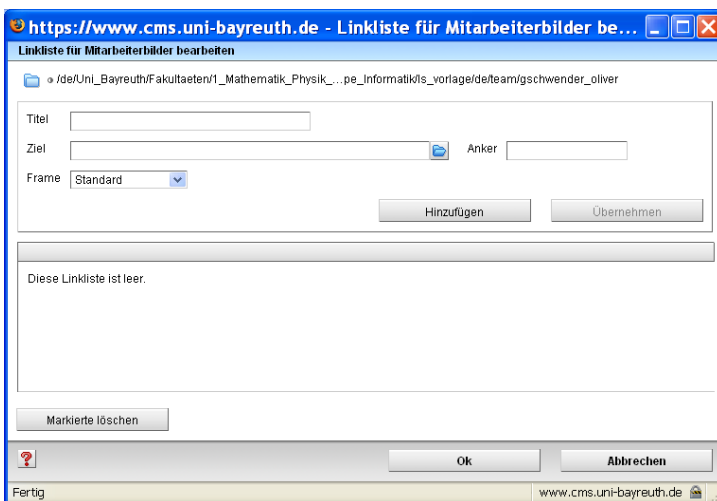 https://www.cms.uni-bayreuth.de - Linkliste für Mitarbeiterbilder be...
Linkliste für Mitarbeiterbilder bearbeiten
/de/Uni_Bayreuth/Fakultaeten/1_Mathematik_Physik_...pe_Informatik/ls_vorlage/de/team/gschwender_oliver
Titel
Ziel Anker
Frame Standard
Hinzufügen Übernehmen
Diese Linkliste ist leer.
Markierte löschen
? Ok Abbrechen
Fertig www.cms.uni-bayreuth.de